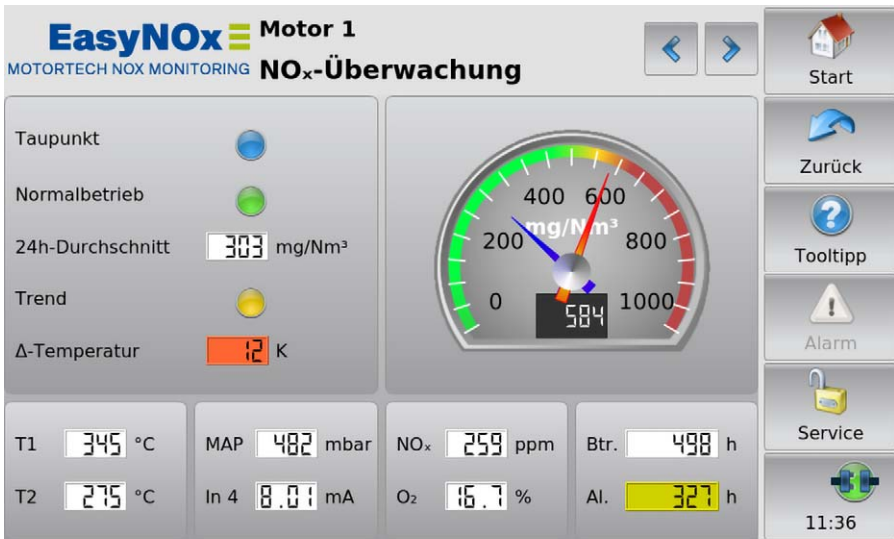 EasyNOx
MOTORTECH NOX MONITORING
Motor 1
NOₓ-Überwachung
Start
Zurück
Tooltipp
Alarm
Service
11:36
Taupunkt
Normalbetrieb
24h-Durchschnitt 303 mg/Nm³
Trend
Δ-Temperatur 12 K
0
200
400
600
800
1000
mg/Nm³
584
T1 345 °C
T2 275 °C
MAP 482 mbar
In 4 8.01 mA
NOₓ 259 ppm
O₂ 16.7 %
Btr. 498 h
Al. 327 h